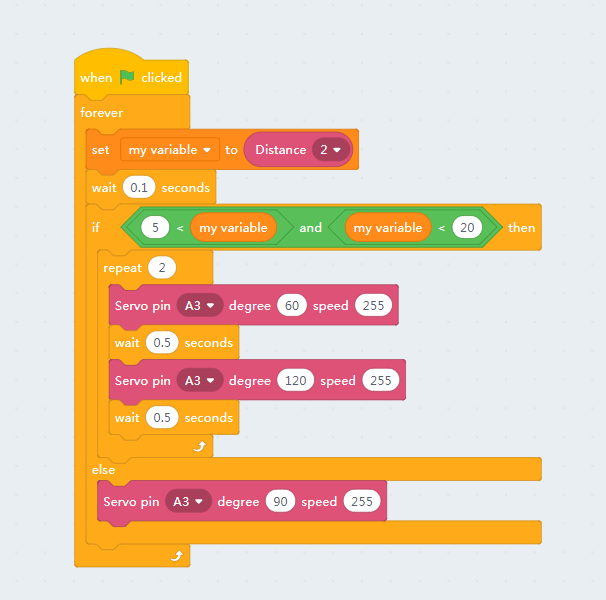 when clicked
forever
set my variable to Distance 2
wait 0.1 seconds
if 5 < my variable and my variable < 20 then
repeat 2
Servo pin A3 degree 60 speed 255
wait 0.5 seconds
Servo pin A3 degree 120 speed 255
wait 0.5 seconds
else
Servo pin A3 degree 90 speed 255